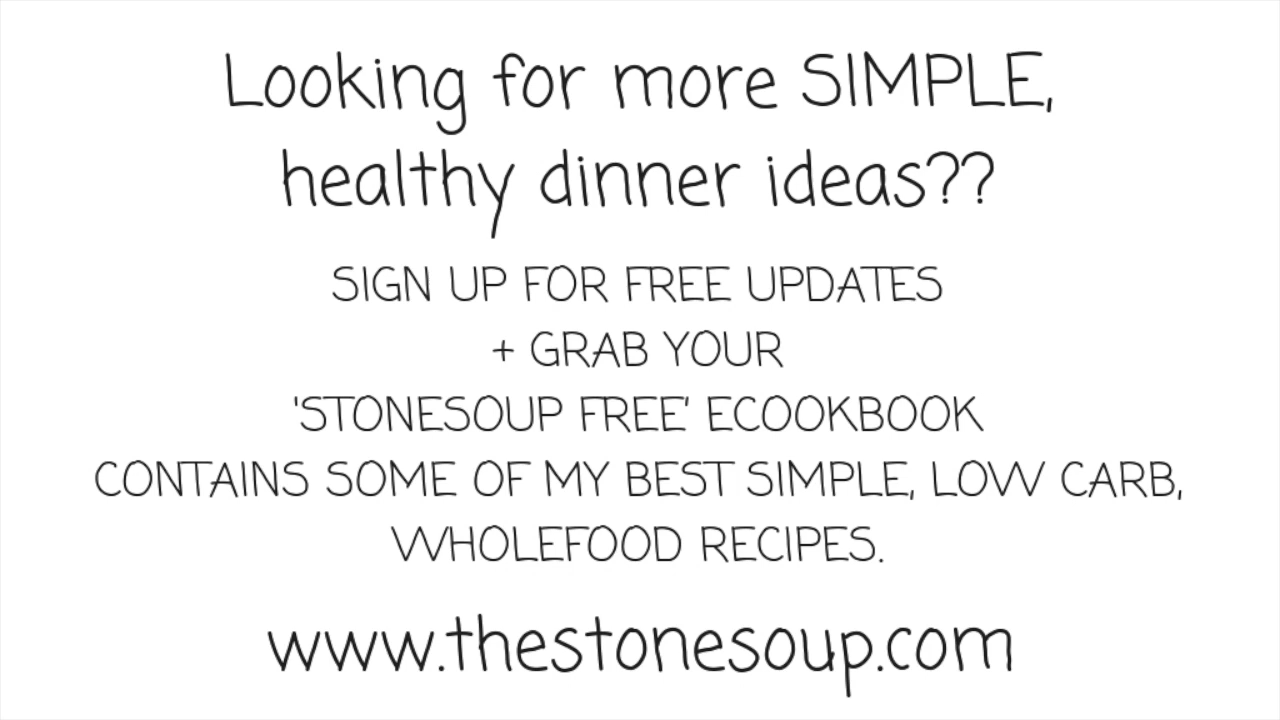 Looking for more SIMPLE,
healthy dinner ideas??
SIGN UP FOR FREE UPDATES
+ GRAB YOUR
'STONESOUP FREE' ECOOKBOOK
CONTAINS SOME OF MY BEST SIMPLE, LOW CARB,
WHOLEFOOD RECIPES.
www.thestonesoup.com